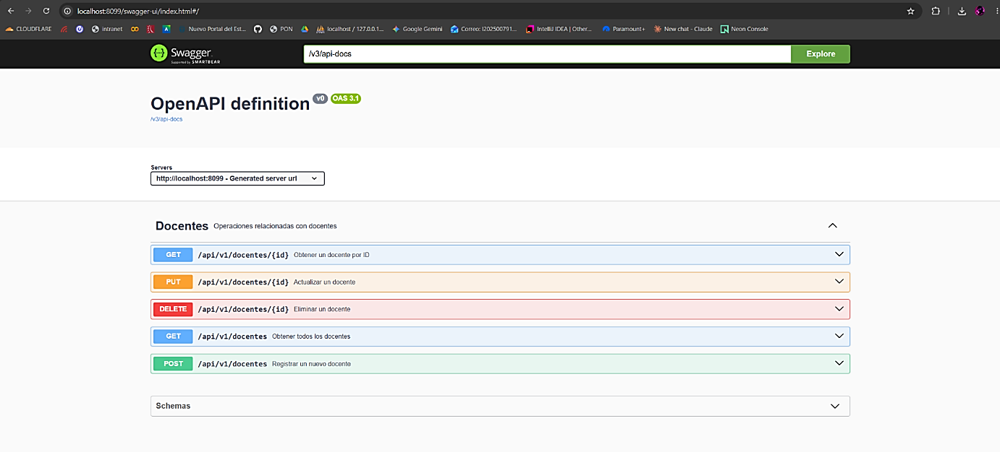 localhost:8099/swagger-ui/index.html#/
CLOUDFLARE
intranet
Nuevo Portal del Est...
PON
localhost / 127.0.0.1...
Google Gemini
Correo: I202500791...
IntelliJ IDEA | Other...
Paramount+
New chat - Claude
Neon Console
Swagger
Supported by SMARTBEAR
/v3/api-docs
Explore
OpenAPI definition v0 OAS 3.1
/v3/api-docs
Servers
http://localhost:8099 - Generated server url
Docentes Operaciones relacionadas con docentes
GET /api/v1/docentes/{id} Obtener un docente por ID
PUT /api/v1/docentes/{id} Actualizar un docente
DELETE /api/v1/docentes/{id} Eliminar un docente
GET /api/v1/docentes Obtener todos los docentes
POST /api/v1/docentes Registrar un nuevo docente
Schemas